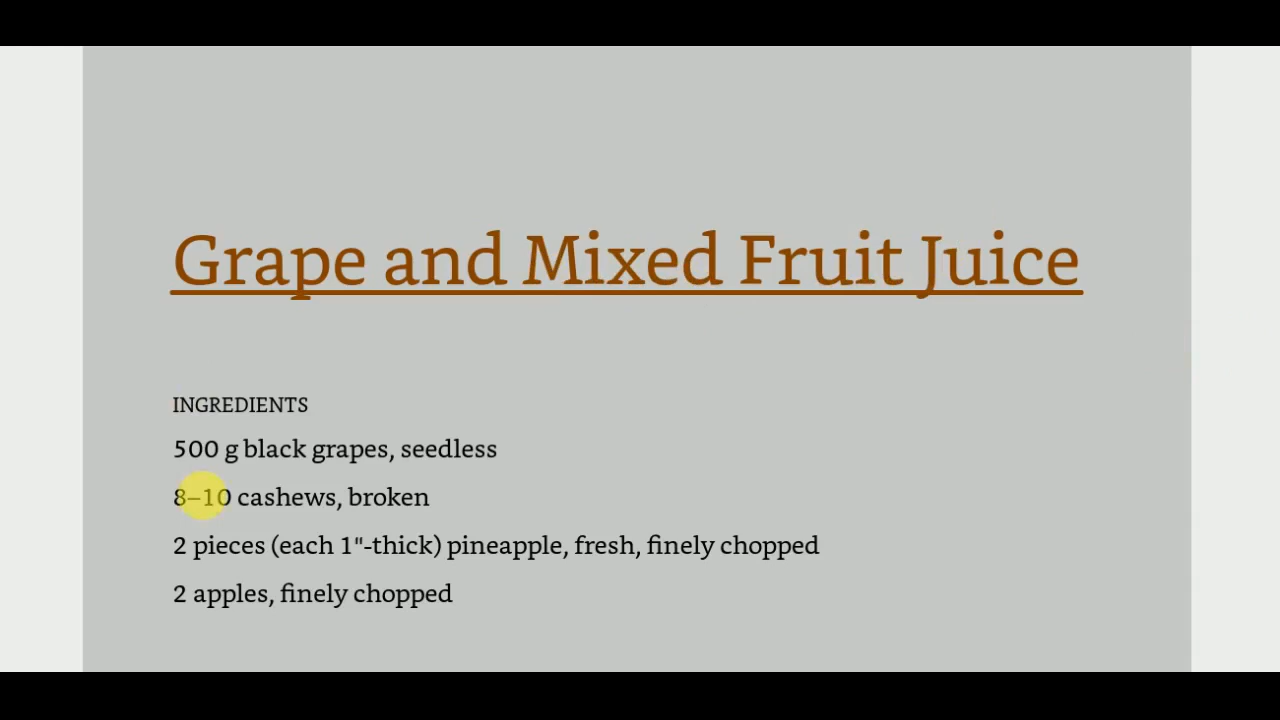 Grape and Mixed Fruit Juice
INGREDIENTS
500 g black grapes, seedless
8–10 cashews, broken
2 pieces (each 1"-thick) pineapple, fresh, finely chopped
2 apples, finely chopped